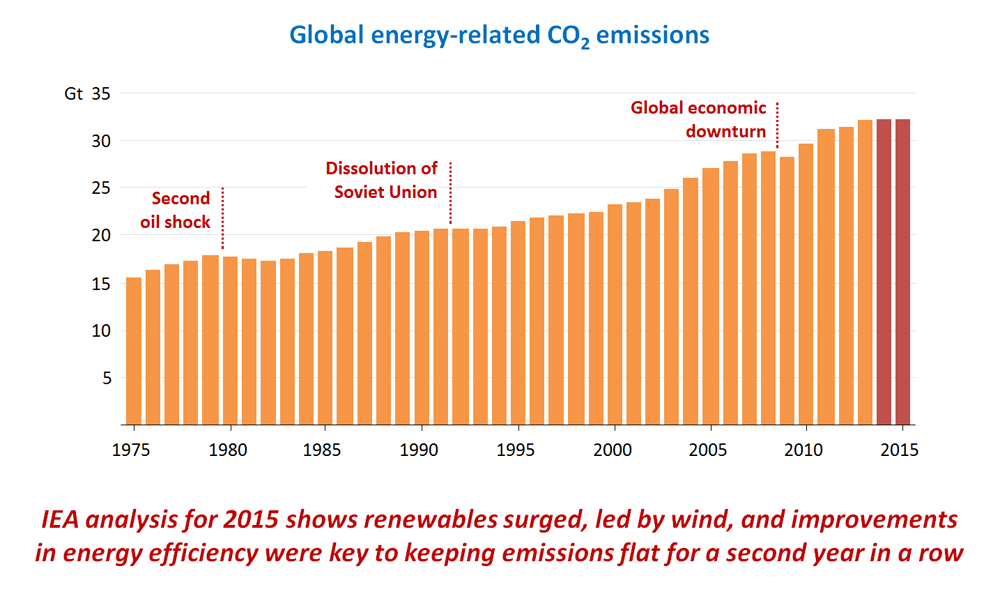 Global energy-related CO₂ emissions
Gt 35
Global economic
downturn
30
Dissolution of
Soviet Union
25
Second
oil shock
20
15
10
5
1975 1980 1985 1990 1995 2000 2005 2010 2015
IEA analysis for 2015 shows renewables surged, led by wind, and improvements
in energy efficiency were key to keeping emissions flat for a second year in a row